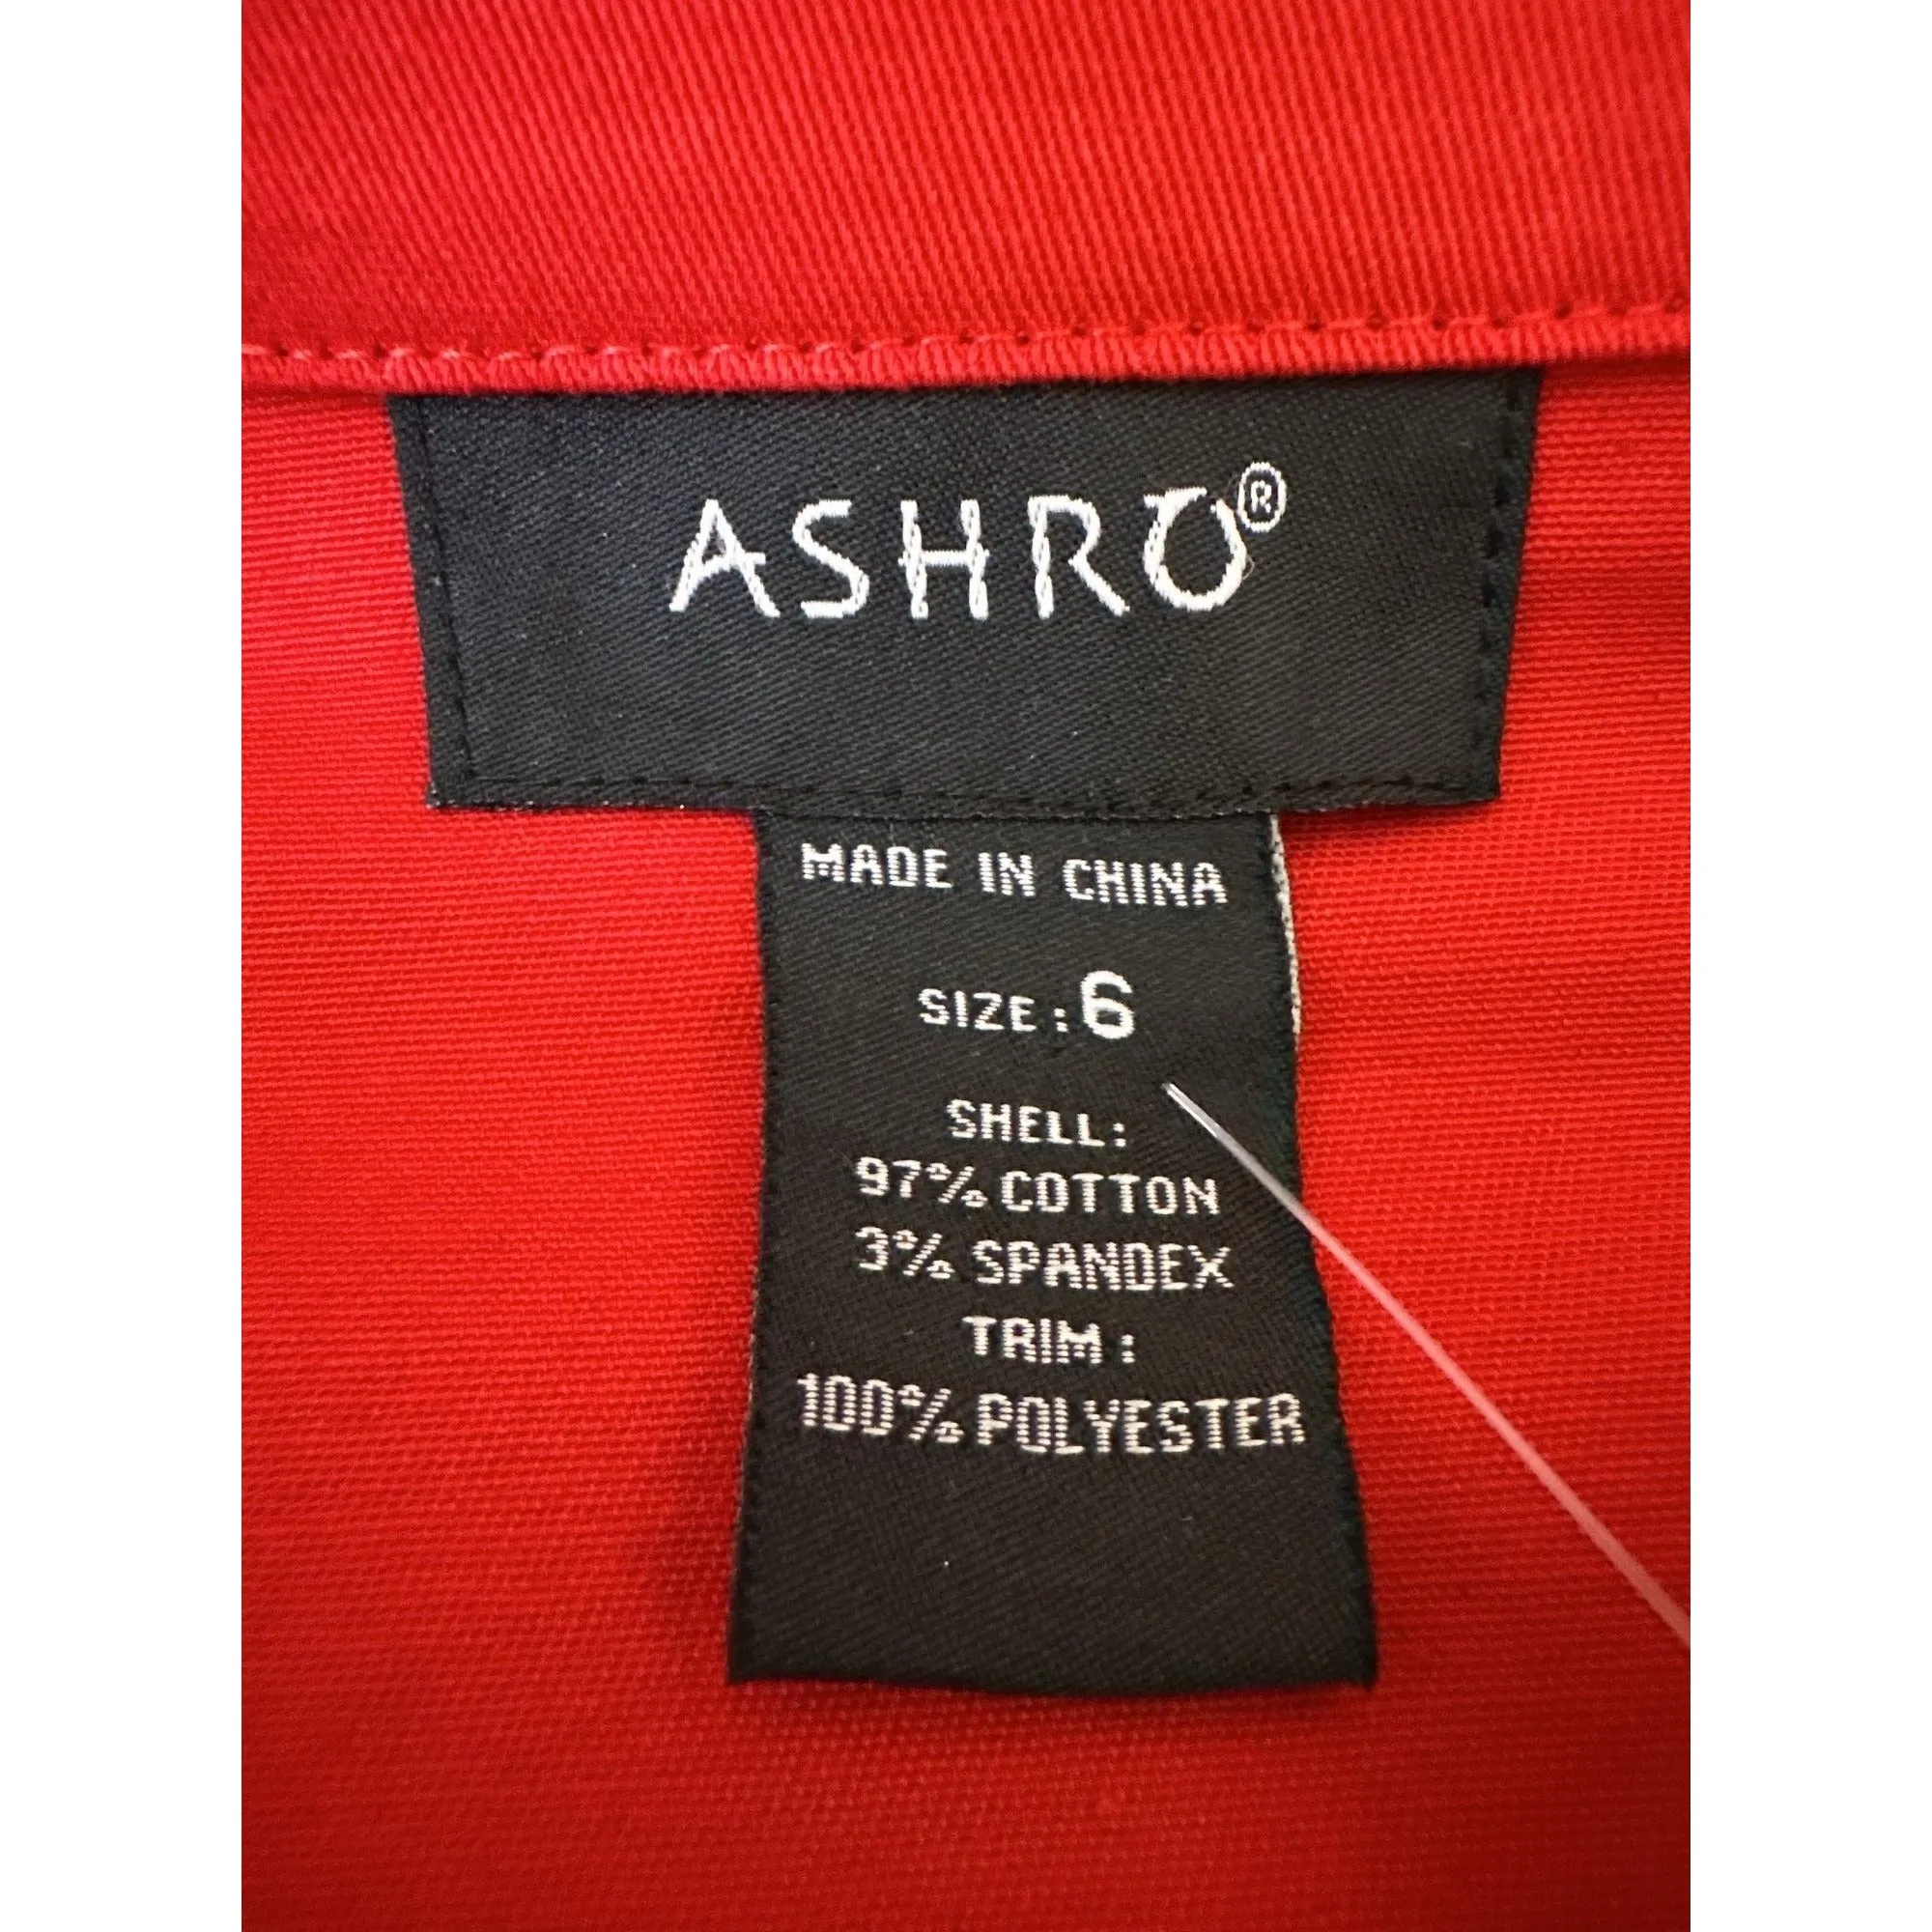 ASHRO®
MADE IN CHINA
SIZE: 6
SHELL:
97% COTTON
3% SPANDEX
TRIM:
100% POLYESTER